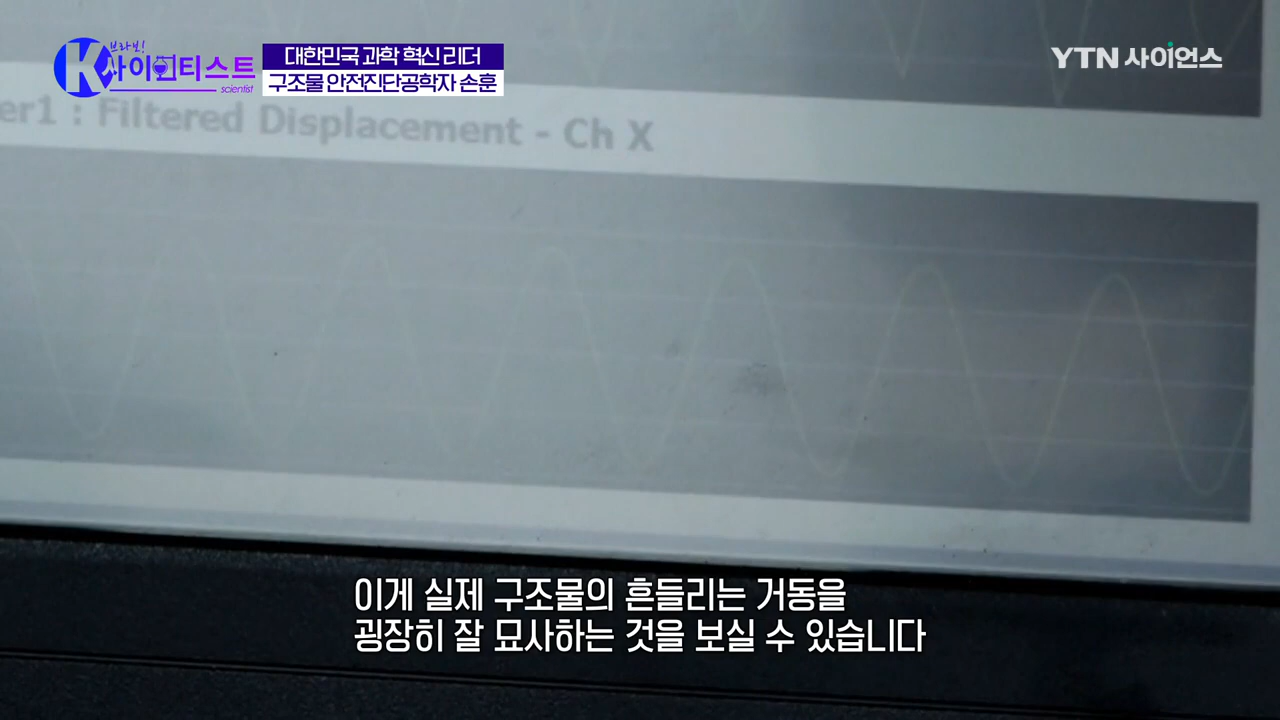 브라보!
K사이언티스트
scientist
대한민국 과학 혁신 리더
구조물 안전진단공학자 손훈
YTN 사이언스
er1 : Filtered Displacement - Ch X
이게 실제 구조물의 흔들리는 거동을
굉장히 잘 묘사하는 것을 보실 수 있습니다